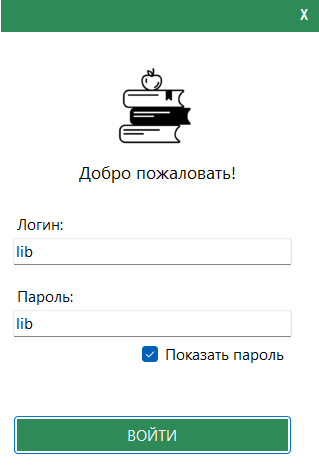 X
Добро пожаловать!
Логин:
lib
Пароль:
lib
Показать пароль
ВОЙТИ